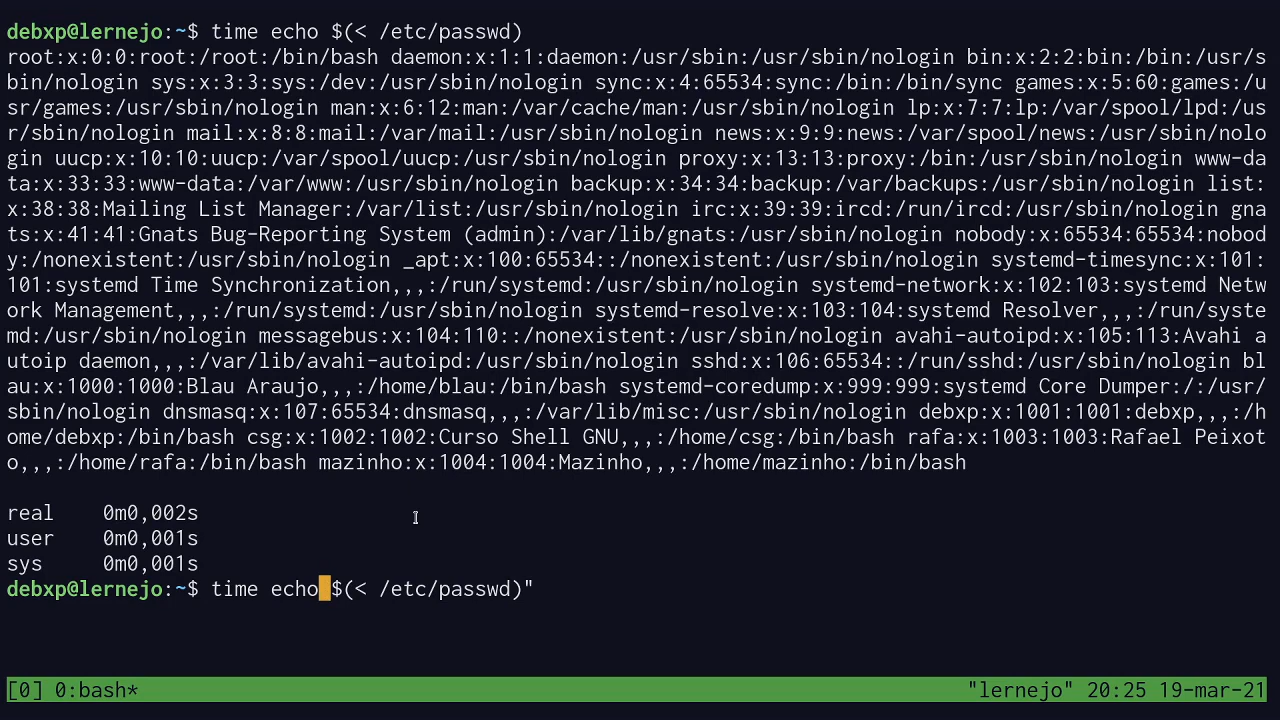 debxp@lernejo:~$ time echo $(< /etc/passwd)
root:x:0:0:root:/root:/bin/bash daemon:x:1:1:daemon:/usr/sbin:/usr/sbin/nologin bin:x:2:2:bin:/bin:/usr/s
bin/nologin sys:x:3:3:sys:/dev:/usr/sbin/nologin sync:x:4:65534:sync:/bin:/bin/sync games:x:5:60:games:/u
sr/games:/usr/sbin/nologin man:x:6:12:man:/var/cache/man:/usr/sbin/nologin lp:x:7:7:lp:/var/spool/lpd:/us
r/sbin/nologin mail:x:8:8:mail:/var/mail:/usr/sbin/nologin news:x:9:9:news:/var/spool/news:/usr/sbin/nolo
gin uucp:x:10:10:uucp:/var/spool/uucp:/usr/sbin/nologin proxy:x:13:13:proxy:/bin:/usr/sbin/nologin www-da
ta:x:33:33:www-data:/var/www:/usr/sbin/nologin backup:x:34:34:backup:/var/backups:/usr/sbin/nologin list:
x:38:38:Mailing List Manager:/var/list:/usr/sbin/nologin irc:x:39:39:ircd:/run/ircd:/usr/sbin/nologin gna
ts:x:41:41:Gnats Bug-Reporting System (admin):/var/lib/gnats:/usr/sbin/nologin nobody:x:65534:65534:nobod
y:/nonexistent:/usr/sbin/nologin _apt:x:100:65534::/nonexistent:/usr/sbin/nologin systemd-timesync:x:101:
101:systemd Time Synchronization,,,:/run/systemd:/usr/sbin/nologin systemd-network:x:102:103:systemd Netw
ork Management,,,:/run/systemd:/usr/sbin/nologin systemd-resolve:x:103:104:systemd Resolver,,,:/run/syste
md:/usr/sbin/nologin messagebus:x:104:110::/nonexistent:/usr/sbin/nologin avahi-autoipd:x:105:113:Avahi a
utoip daemon,,,:/var/lib/avahi-autoipd:/usr/sbin/nologin sshd:x:106:65534::/run/sshd:/usr/sbin/nologin bl
au:x:1000:1000:Blau Araujo,,,:/home/blau:/bin/bash systemd-coredump:x:999:999:systemd Core Dumper:/:/usr/
sbin/nologin dnsmasq:x:107:65534:dnsmasq,,,:/var/lib/misc:/usr/sbin/nologin debxp:x:1001:1001:debxp,,,:/h
ome/debxp:/bin/bash csg:x:1002:1002:Curso Shell GNU,,,:/home/csg:/bin/bash rafa:x:1003:1003:Rafael Peixot
o,,,:/home/rafa:/bin/bash mazinho:x:1004:1004:Mazinho,,,:/home/mazinho:/bin/bash
real 0m0,002s
user 0m0,001s
sys 0m0,001s
debxp@lernejo:~$ time echo $(< /etc/passwd)"
[0] 0:bash* "lernejo" 20:25 19-mar-21